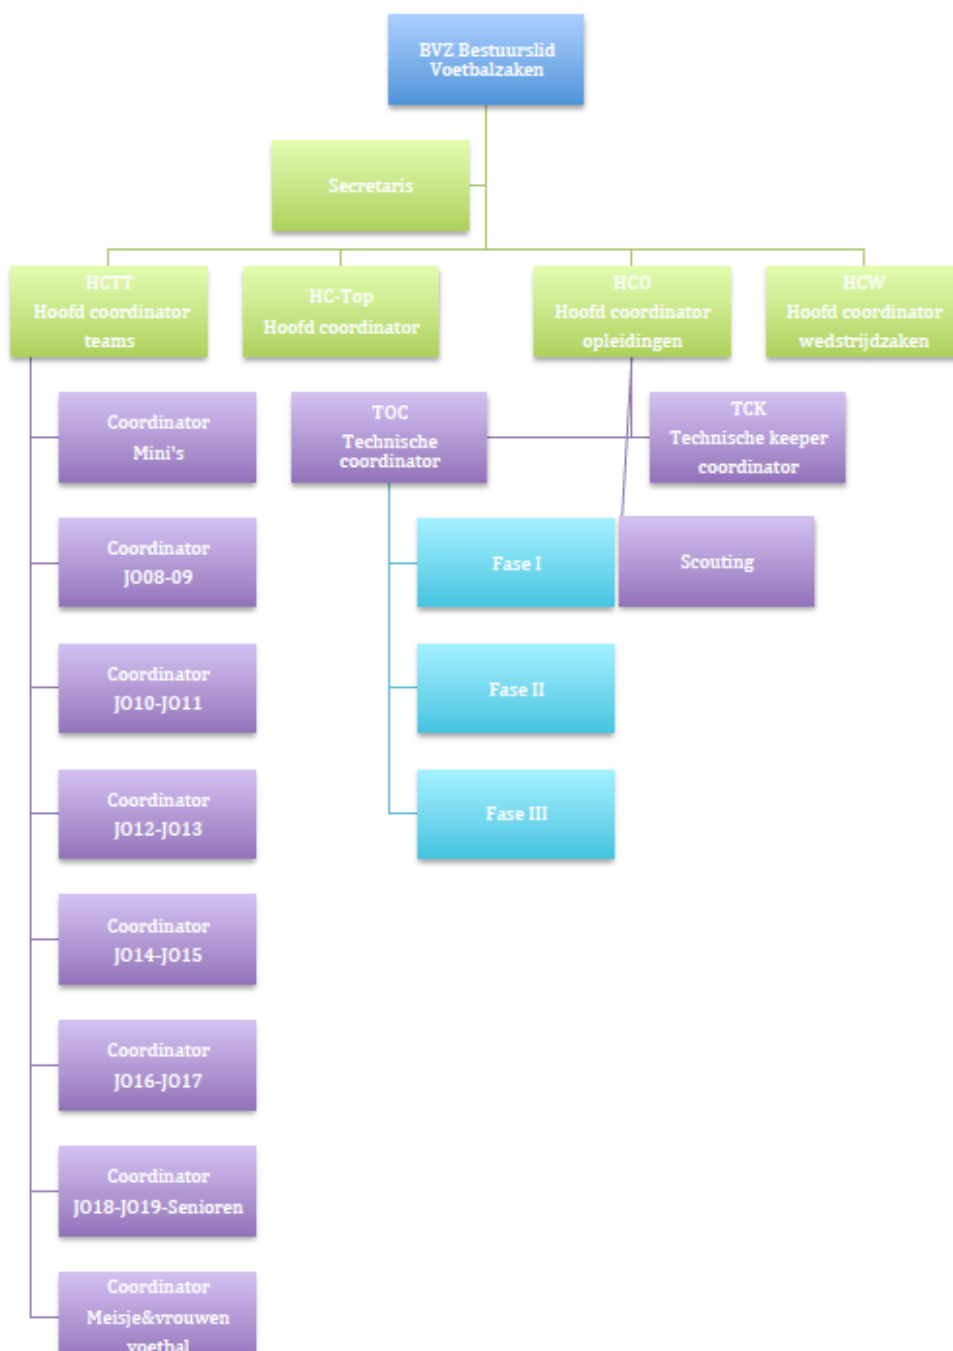 BVZ Bestuurslid
Voetbalzaken
Secretaris
HCTT
Hoofd coordinator
teams
HC-Top
Hoofd coordinator
HCO
Hoofd coordinator
opleidingen
HCW
Hoofd coordinator
wedstrijdzaken
Coordinator
Mini's
TOC
Technische
coordinator
TCK
Technische keeper
coordinator
Coordinator
JO08-09
Fase I
Scouting
Coordinator
JO10-JO11
Fase II
Coordinator
JO12-JO13
Fase III
Coordinator
JO14-JO15
Coordinator
JO16-JO17
Coordinator
JO18-JO19-Senioren
Coordinator
Meisje&vrouwen
voetbal